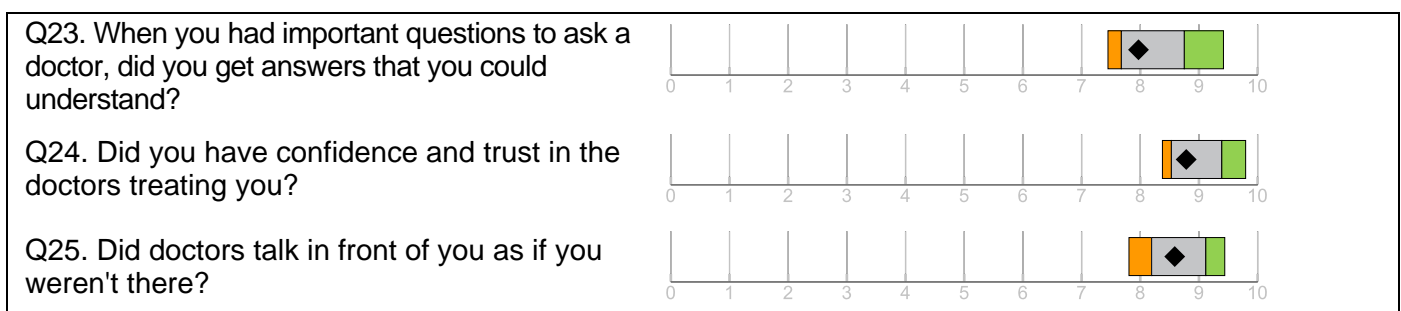 Q23. When you had important questions to ask a
doctor, did you get answers that you could
understand?
0 1 2 3 4 5 6 7 8 9 10
Q24. Did you have confidence and trust in the
doctors treating you?
0 1 2 3 4 5 6 7 8 9 10
Q25. Did doctors talk in front of you as if you
weren't there?
0 1 2 3 4 5 6 7 8 9 10